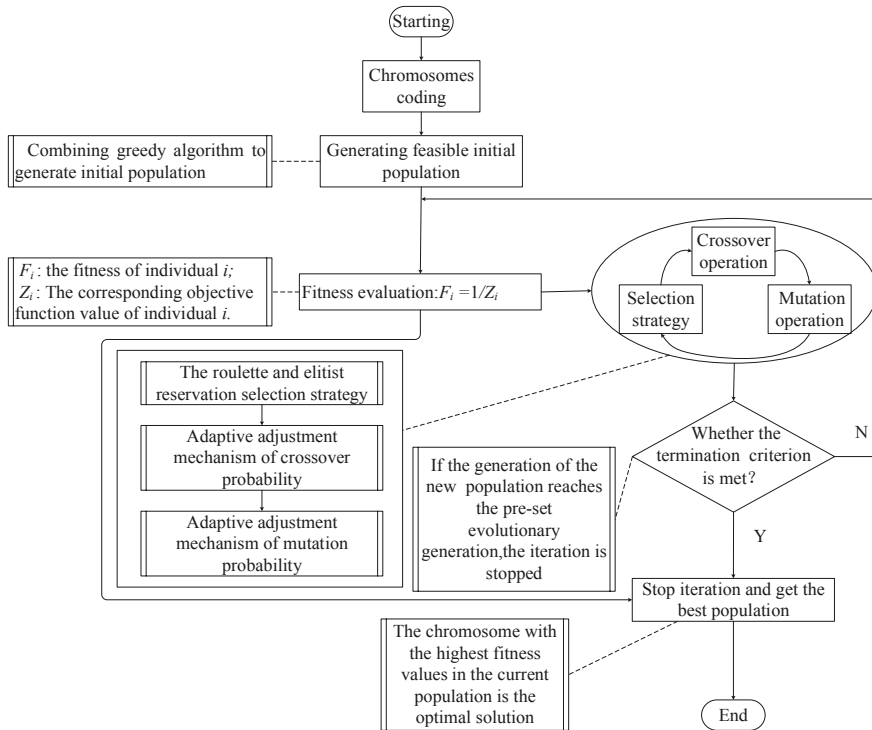 Starting
Chromosomes
coding
Combining greedy algorithm to
generate initial population
Generating feasible initial
population
F_i : the fitness of individual i;
Z_i : The corresponding objective
function value of individual i.
Fitness evaluation:F_i =1/Z_i
Crossover
operation
Selection
strategy
Mutation
operation
The roulette and elitist
reservation selection strategy
Adaptive adjustment
mechanism of crossover
probability
Adaptive adjustment
mechanism of mutation
probability
If the generation of the
new population reaches
the pre-set
evolutionary
generation,the iteration is
stopped
Whether the
termination criterion
is met?
N
Y
Stop iteration and get the
best population
The chromosome with
the highest fitness
values in the current
population is the
optimal solution
End